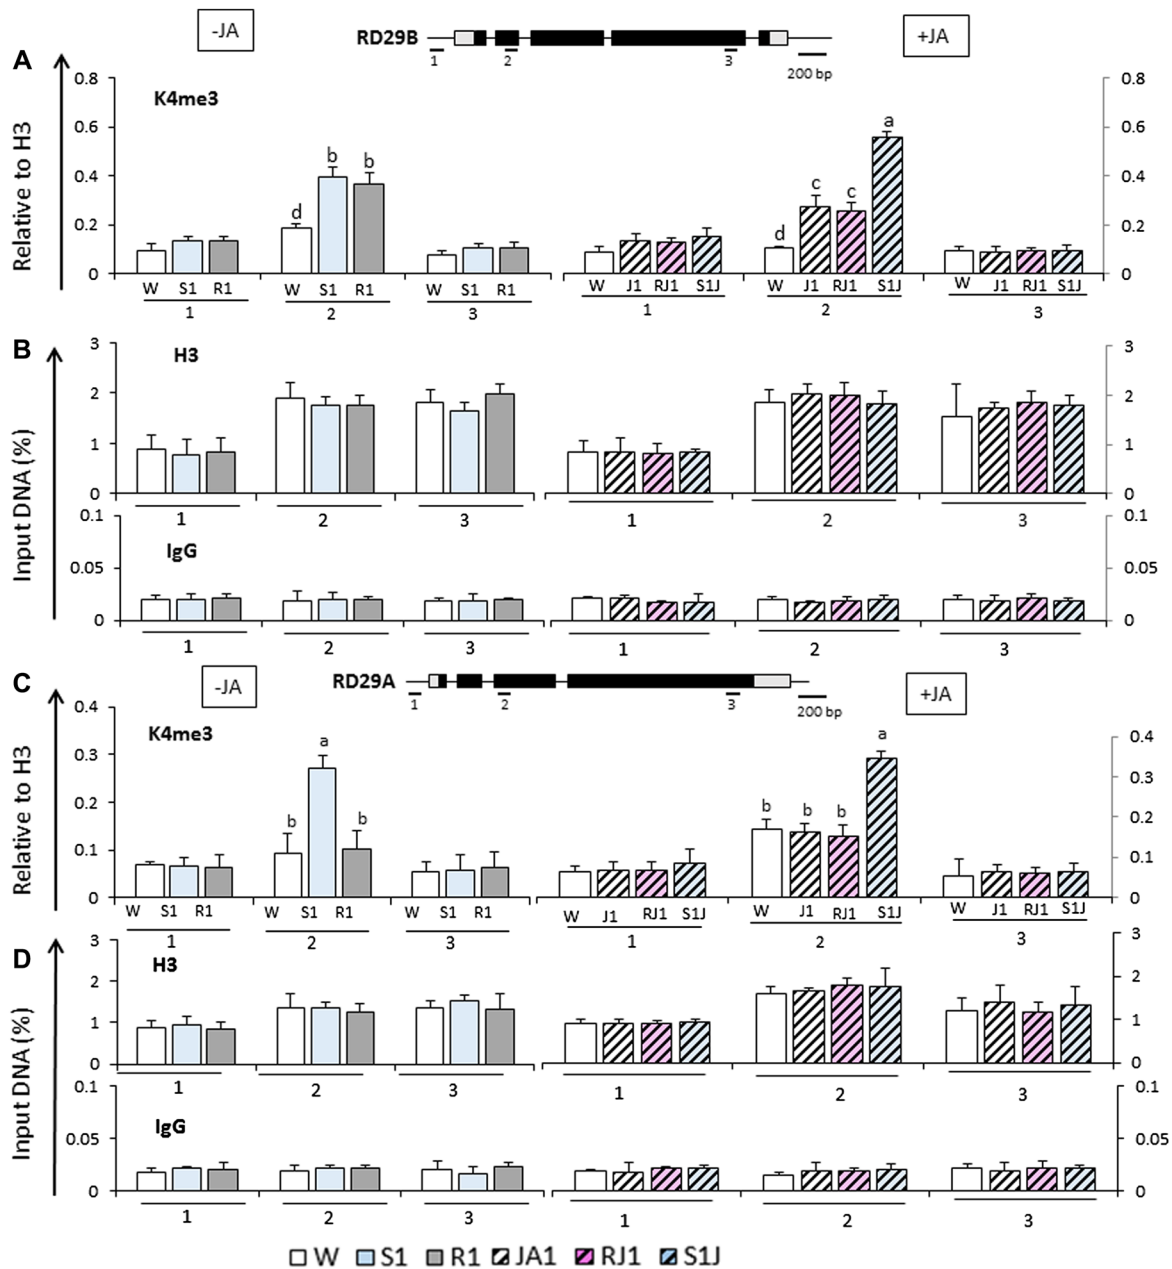 -JA RD29B +JA
1 2 3 200 bp
A
Relative to H3
K4me3
0.8 0.8
0.6 0.6
0.4 0.4
0.2 0.2
0 0
d b b d c c a
W S1 R1 W S1 R1 W S1 R1 W J1 RJ1 S1J W J1 RJ1 S1J W J1 RJ1 S1J
1 2 3 1 2 3
B
Input DNA (%)
H3
3 3
2 2
1 1
0 0
1 2 3 1 2 3
IgG
0.1 0.1
0.05 0.05
0 0
1 2 3 1 2 3
C
-JA RD29A +JA
1 2 3 200 bp
Relative to H3
K4me3
0.4 0.4
0.3 0.3
0.2 0.2
0.1 0.1
0 0
b a b b b b a
W S1 R1 W S1 R1 W S1 R1 W J1 RJ1 S1J W J1 RJ1 S1J W J1 RJ1 S1J
1 2 3 1 2 3
D
Input DNA (%)
H3
3 3
2 2
1 1
0 0
1 2 3 1 2 3
IgG
0.1 0.1
0.05 0.05
0 0
1 2 3 1 2 3
W S1 R1 JA1 RJ1 S1J